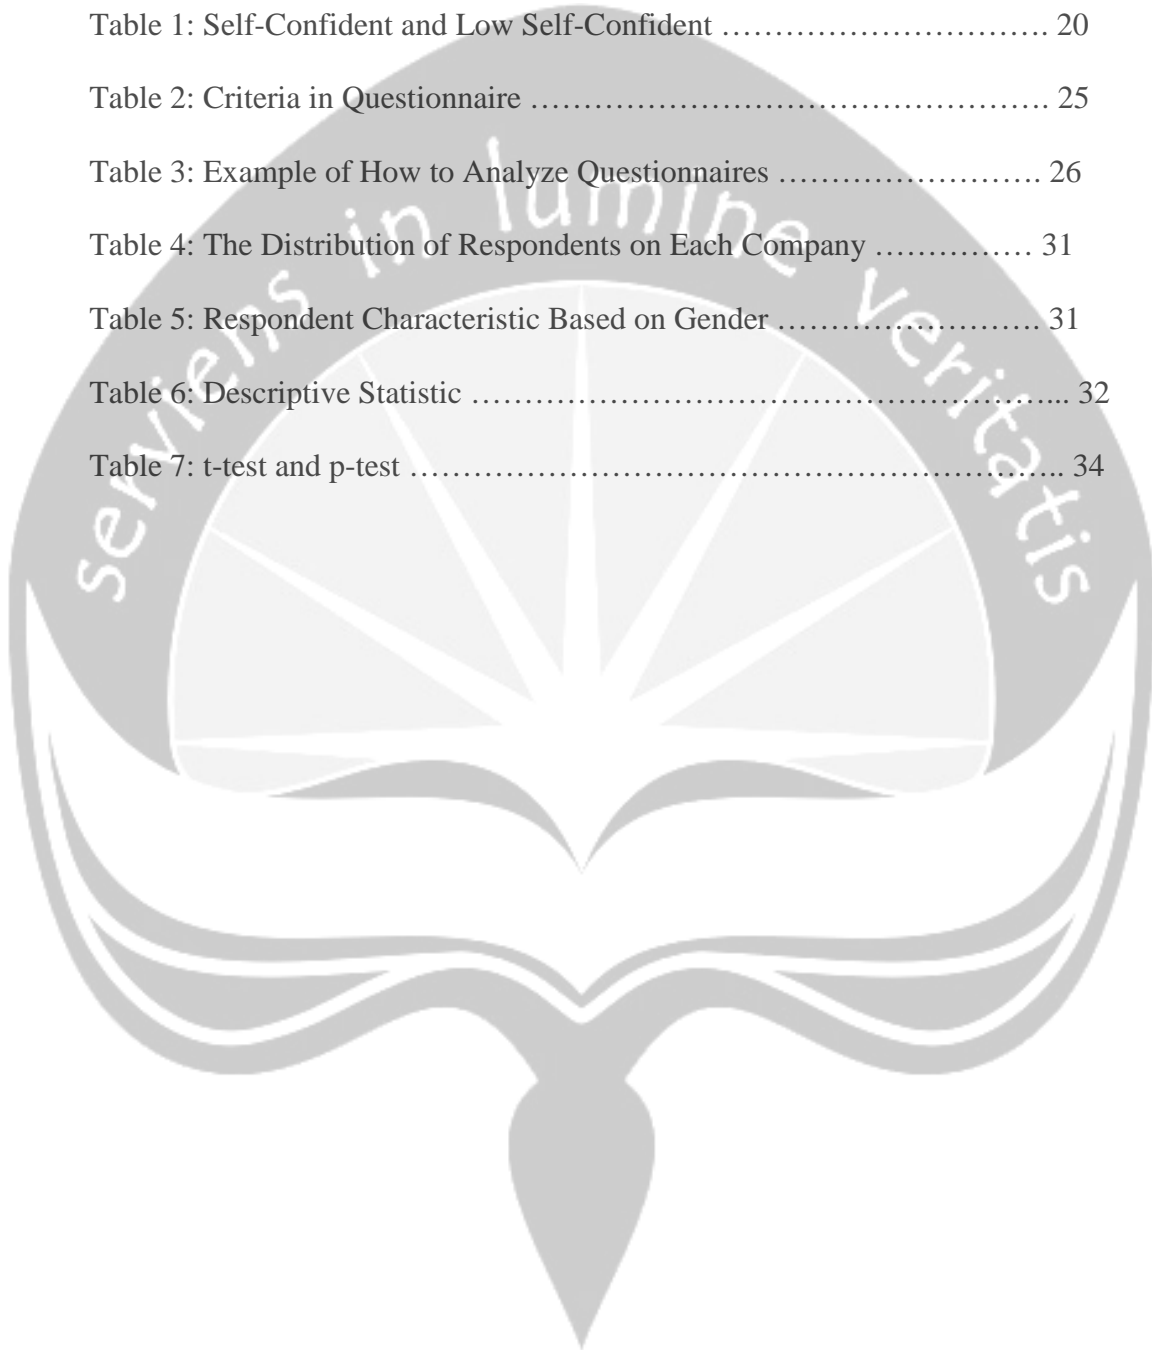 Table 1: Self-Confident and Low Self-Confident …………………………. 20
Table 2: Criteria in Questionnaire …………………………………………. 25
Table 3: Example of How to Analyze Questionnaires ……………………. 26
Table 4: The Distribution of Respondents on Each Company …………… 31
Table 5: Respondent Characteristic Based on Gender ……………………. 31
Table 6: Descriptive Statistic ………………………………………………... 32
Table 7: t-test and p-test …………………………………………………….. 34
serviens in lumine veritatis